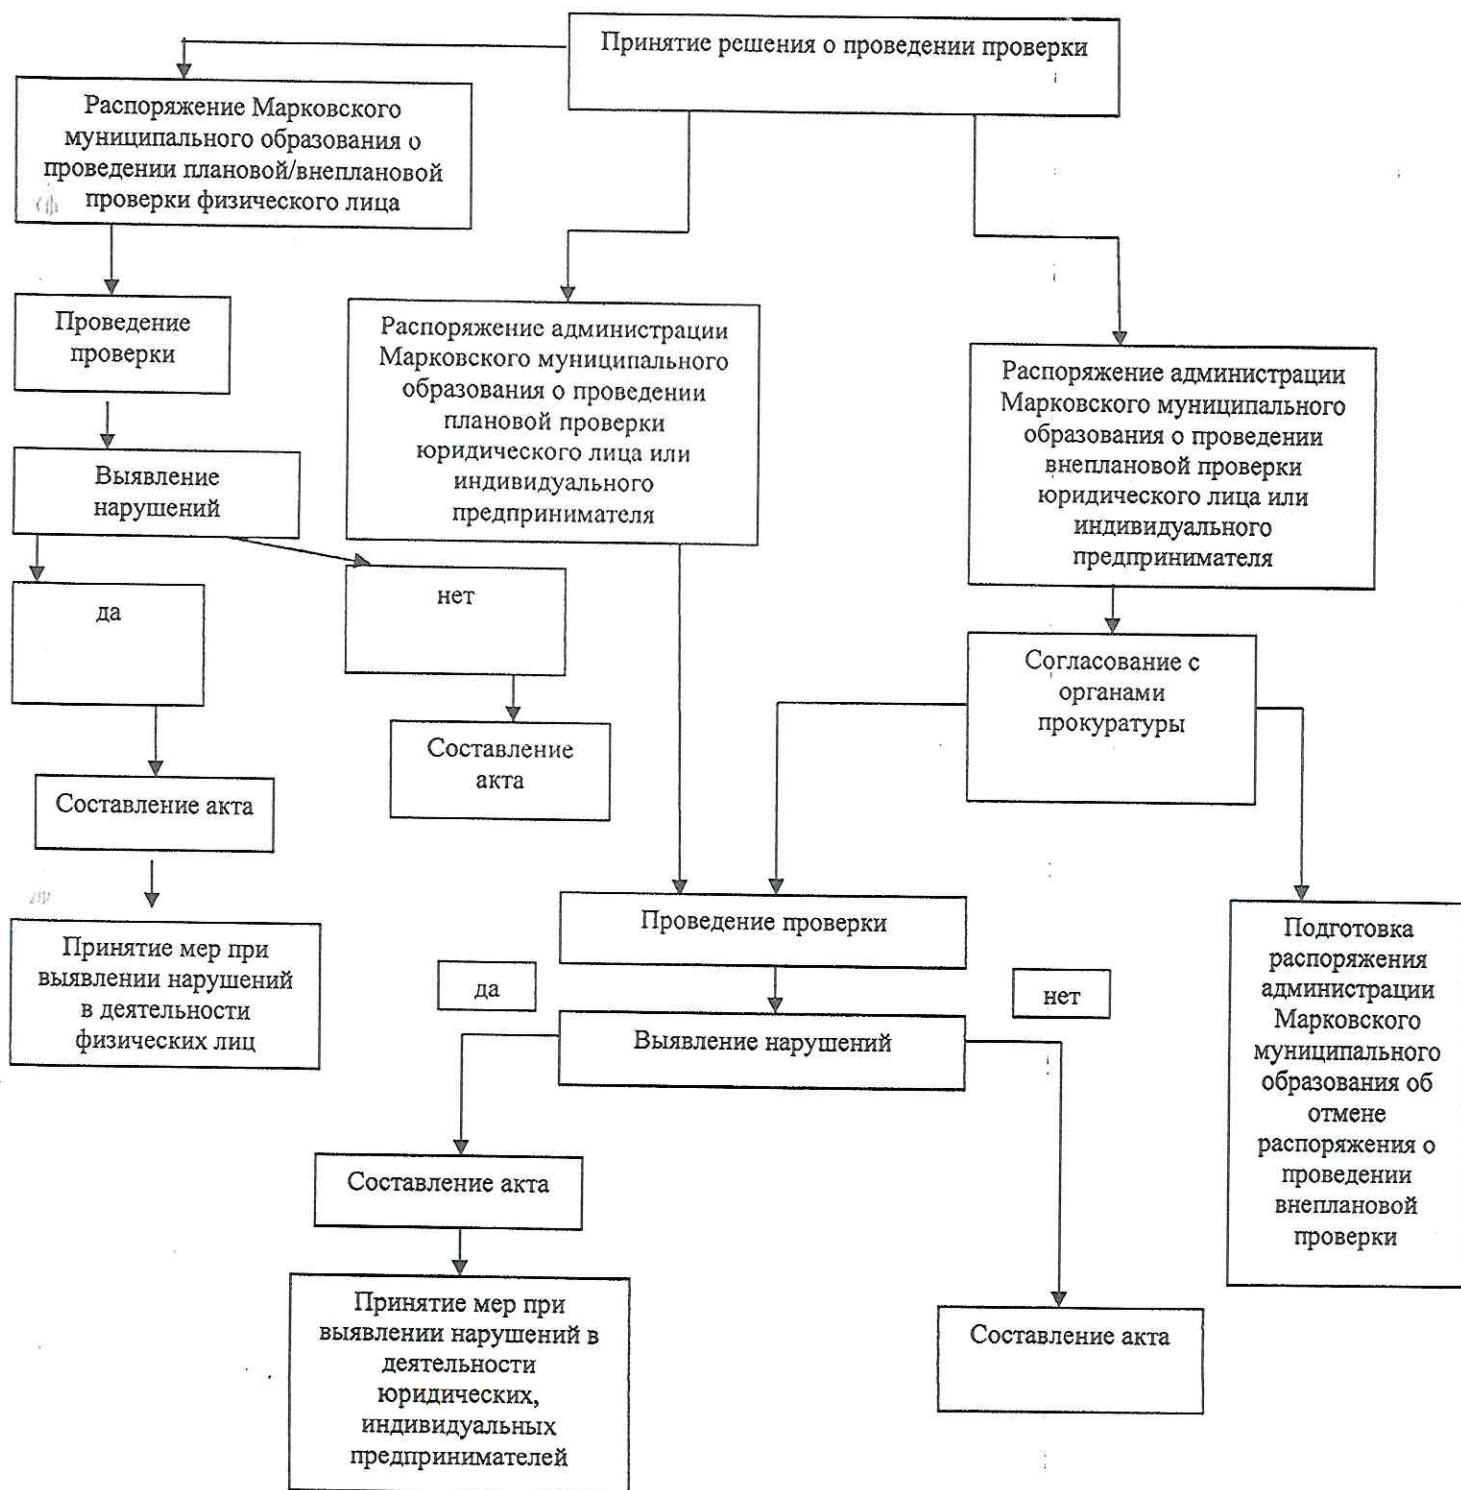 Принятие решения о проведении проверки
Распоряжение Марковского
муниципального образования о
проведении плановой/внеплановой
проверки физического лица
Проведение
проверки
Распоряжение администрации
Марковского муниципального
образования о проведении
плановой проверки
юридического лица или
индивидуального
предпринимателя
Распоряжение администрации
Марковского муниципального
образования о проведении
внеплановой проверки
юридического лица или
индивидуального
предпринимателя
Выявление
нарушений
да
нет
Согласование с
органами
прокуратуры
Составление акта
Составление
акта
Принятие мер при
выявлении нарушений
в деятельности
физических лиц
Проведение проверки
да
нет
Выявление нарушений
Подготовка
распоряжения
администрации
Марковского
муниципального
образования об
отмене
распоряжения о
проведении
внеплановой
проверки
Составление акта
Принятие мер при
выявлении нарушений в
деятельности
юридических,
индивидуальных
предпринимателей
Составление акта